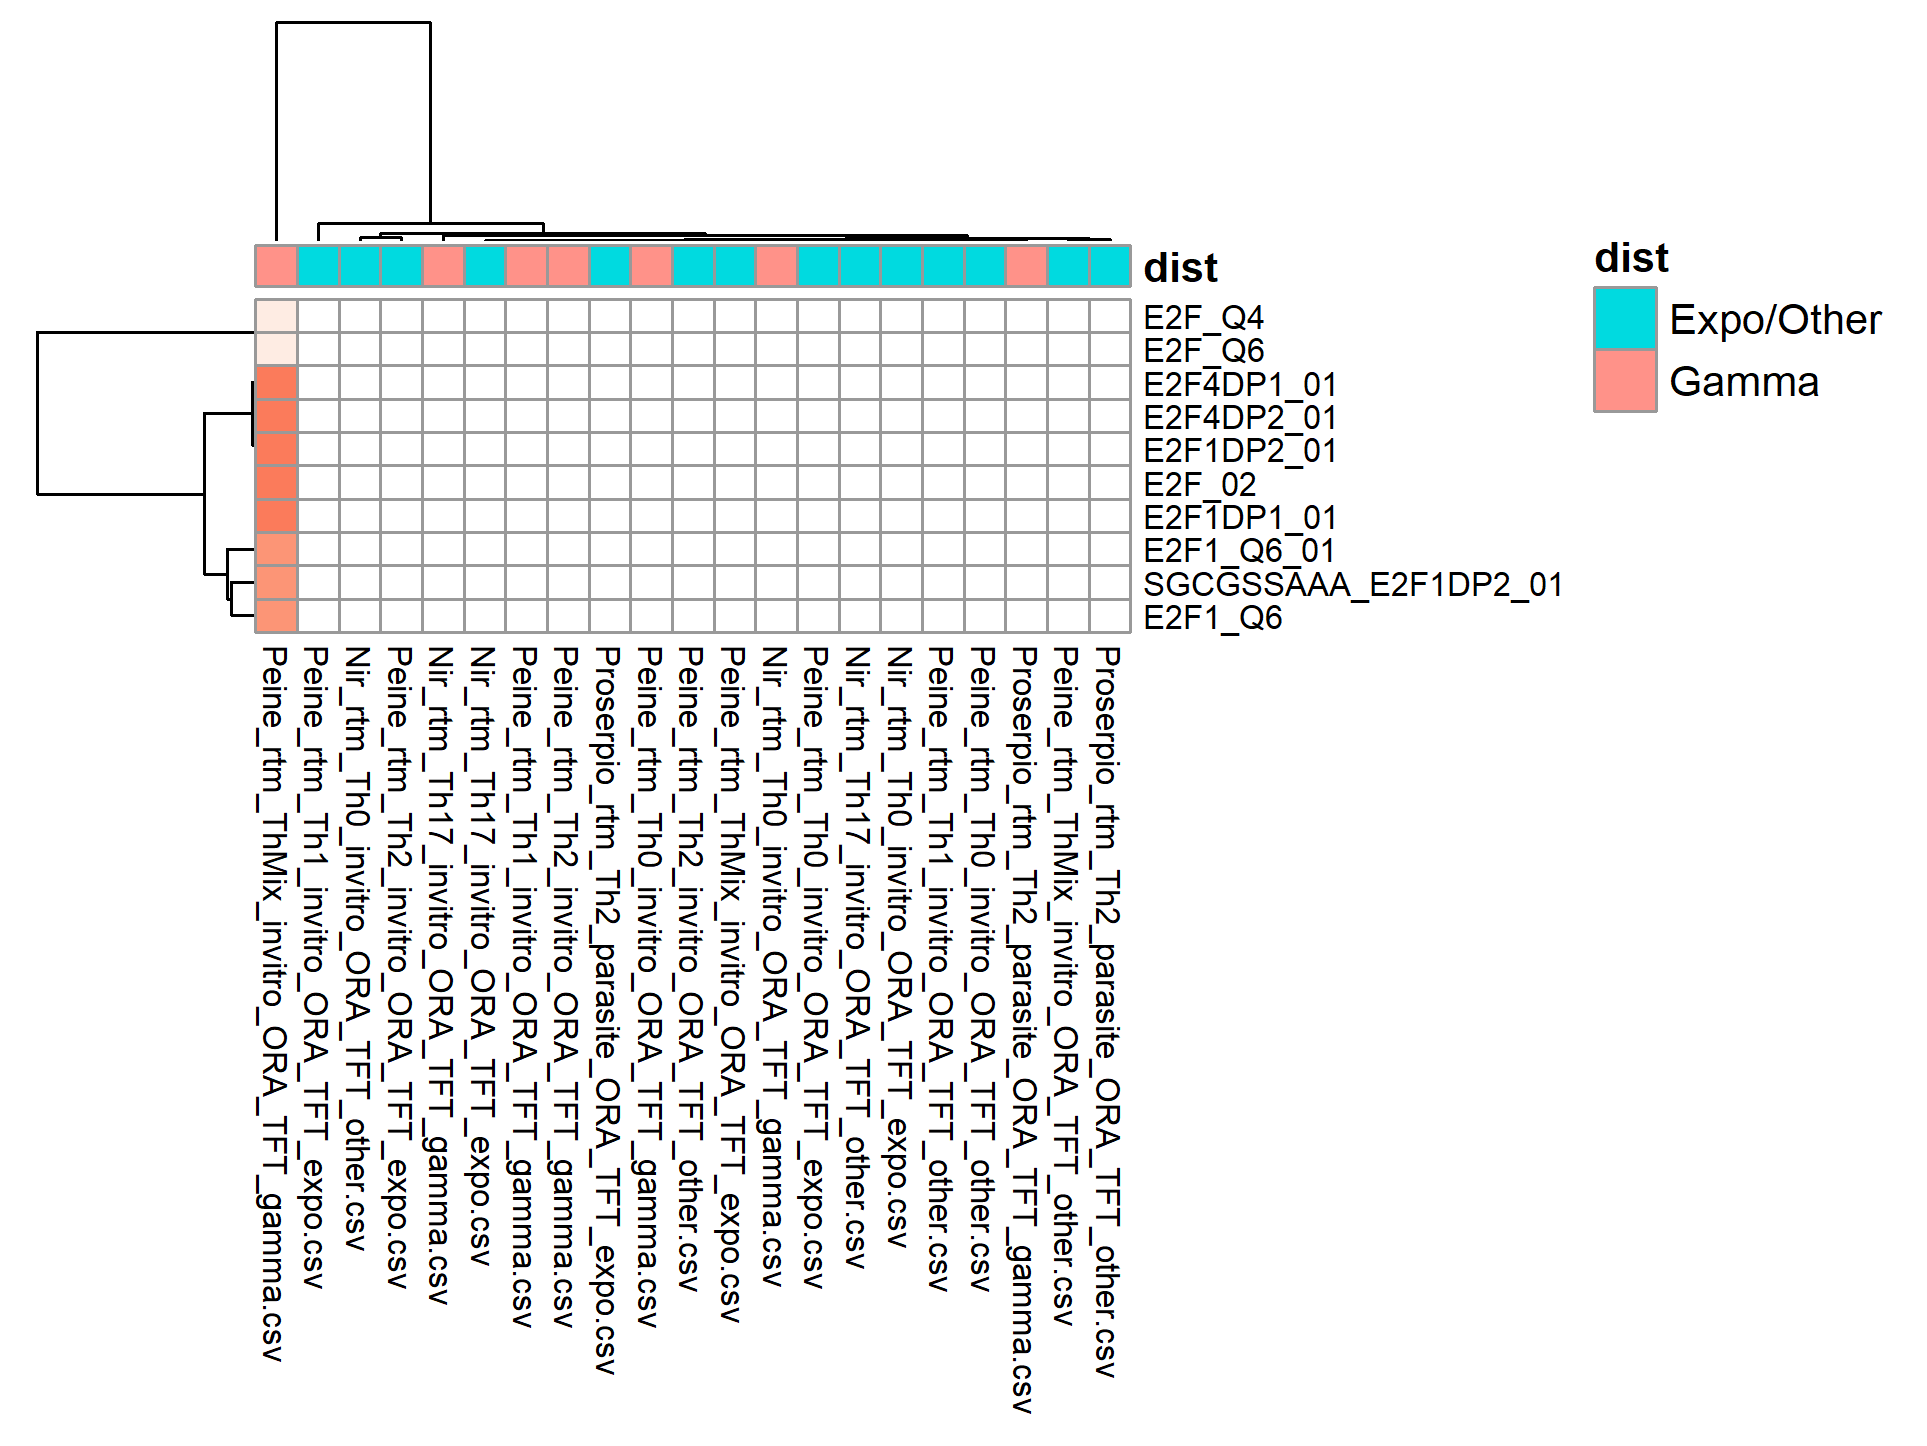 dist
dist
Expo/Other
Gamma
E2F_Q4
E2F_Q6
E2F4DP1_01
E2F4DP2_01
E2F1DP2_01
E2F_02
E2F1DP1_01
E2F1_Q6_01
SGCGSSAAA_E2F1DP2_01
E2F1_Q6
Peine_rtm_ThMix_invitro_ORA_TFT_gamma.csv
Peine_rtm_Th1_invitro_ORA_TFT_expo.csv
Nir_rtm_Th0_invitro_ORA_TFT_other.csv
Peine_rtm_Th2_invitro_ORA_TFT_expo.csv
Nir_rtm_Th17_invitro_ORA_TFT_gamma.csv
Nir_rtm_Th17_invitro_ORA_TFT_expo.csv
Peine_rtm_Th1_invitro_ORA_TFT_gamma.csv
Peine_rtm_Th2_invitro_ORA_TFT_gamma.csv
Proserpio_rtm_Th2_parasite_ORA_TFT_expo.csv
Peine_rtm_Th0_invitro_ORA_TFT_gamma.csv
Peine_rtm_Th2_invitro_ORA_TFT_other.csv
Peine_rtm_ThMix_invitro_ORA_TFT_expo.csv
Nir_rtm_Th0_invitro_ORA_TFT_gamma.csv
Peine_rtm_Th0_invitro_ORA_TFT_expo.csv
Nir_rtm_Th17_invitro_ORA_TFT_other.csv
Nir_rtm_Th0_invitro_ORA_TFT_expo.csv
Peine_rtm_Th1_invitro_ORA_TFT_other.csv
Peine_rtm_Th0_invitro_ORA_TFT_other.csv
Proserpio_rtm_Th2_parasite_ORA_TFT_gamma.csv
Peine_rtm_ThMix_invitro_ORA_TFT_other.csv
Proserpio_rtm_Th2_parasite_ORA_TFT_other.csv